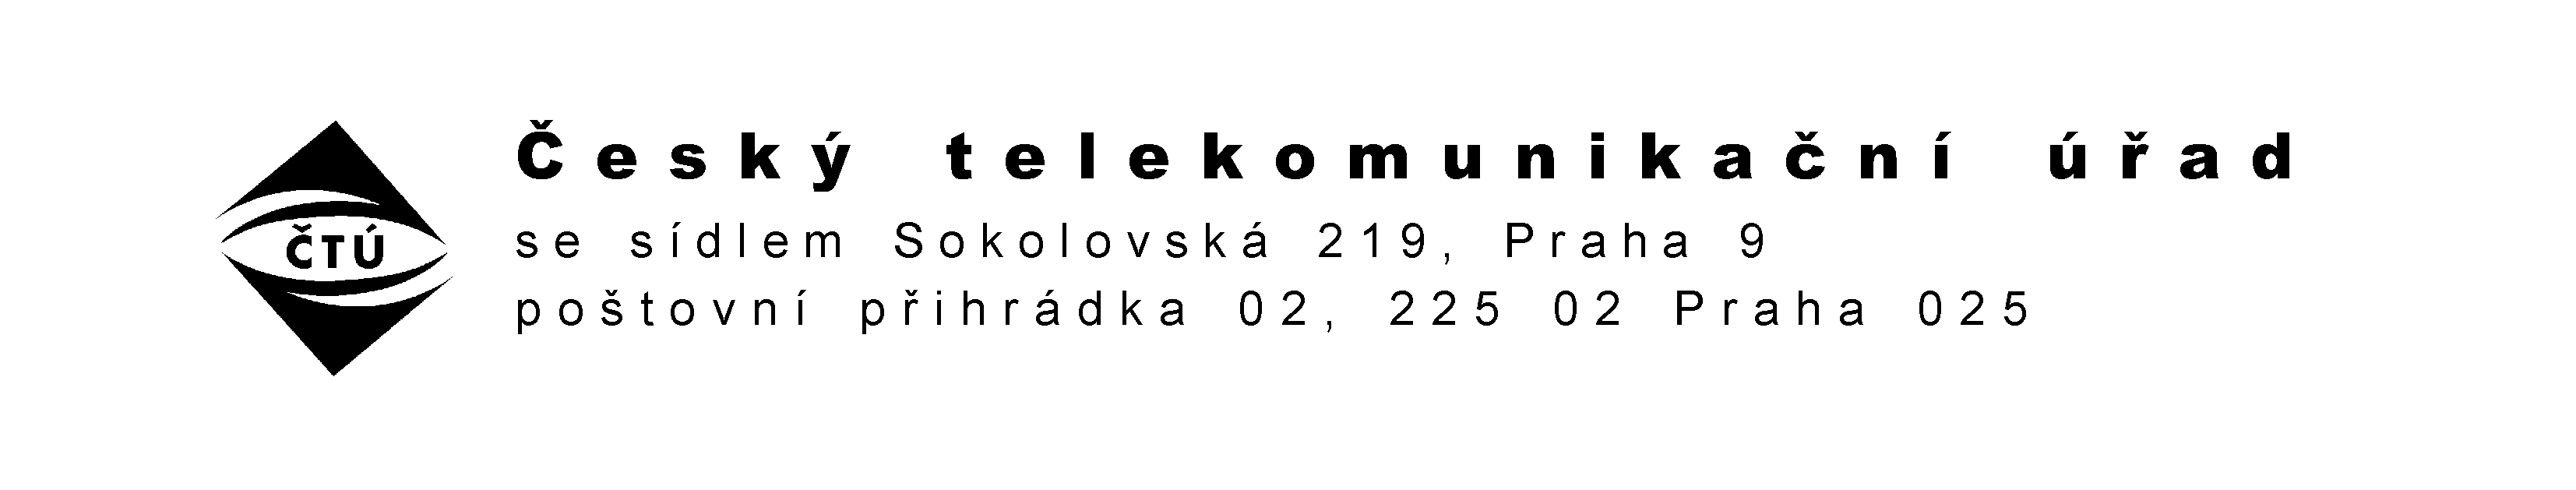 Český telekomunikační úřad
se sídlem Sokolovská 219, Praha 9
poštovní přihrádka 02, 225 02 Praha 025
ČTÚ